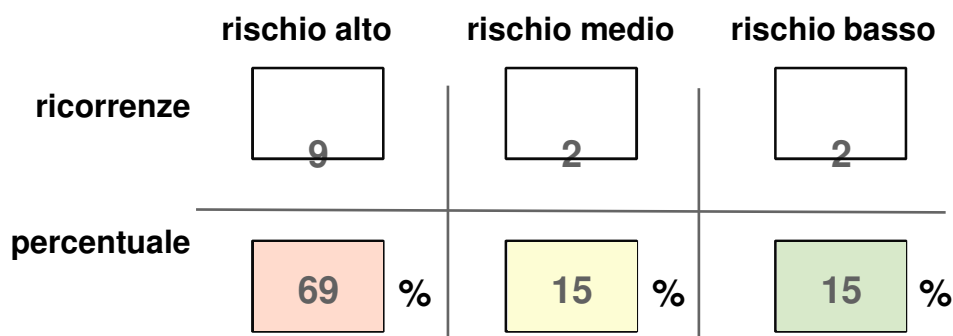 rischio alto rischio medio rischio basso
ricorrenze
9 2 2
percentuale
69 % 15 % 15 %